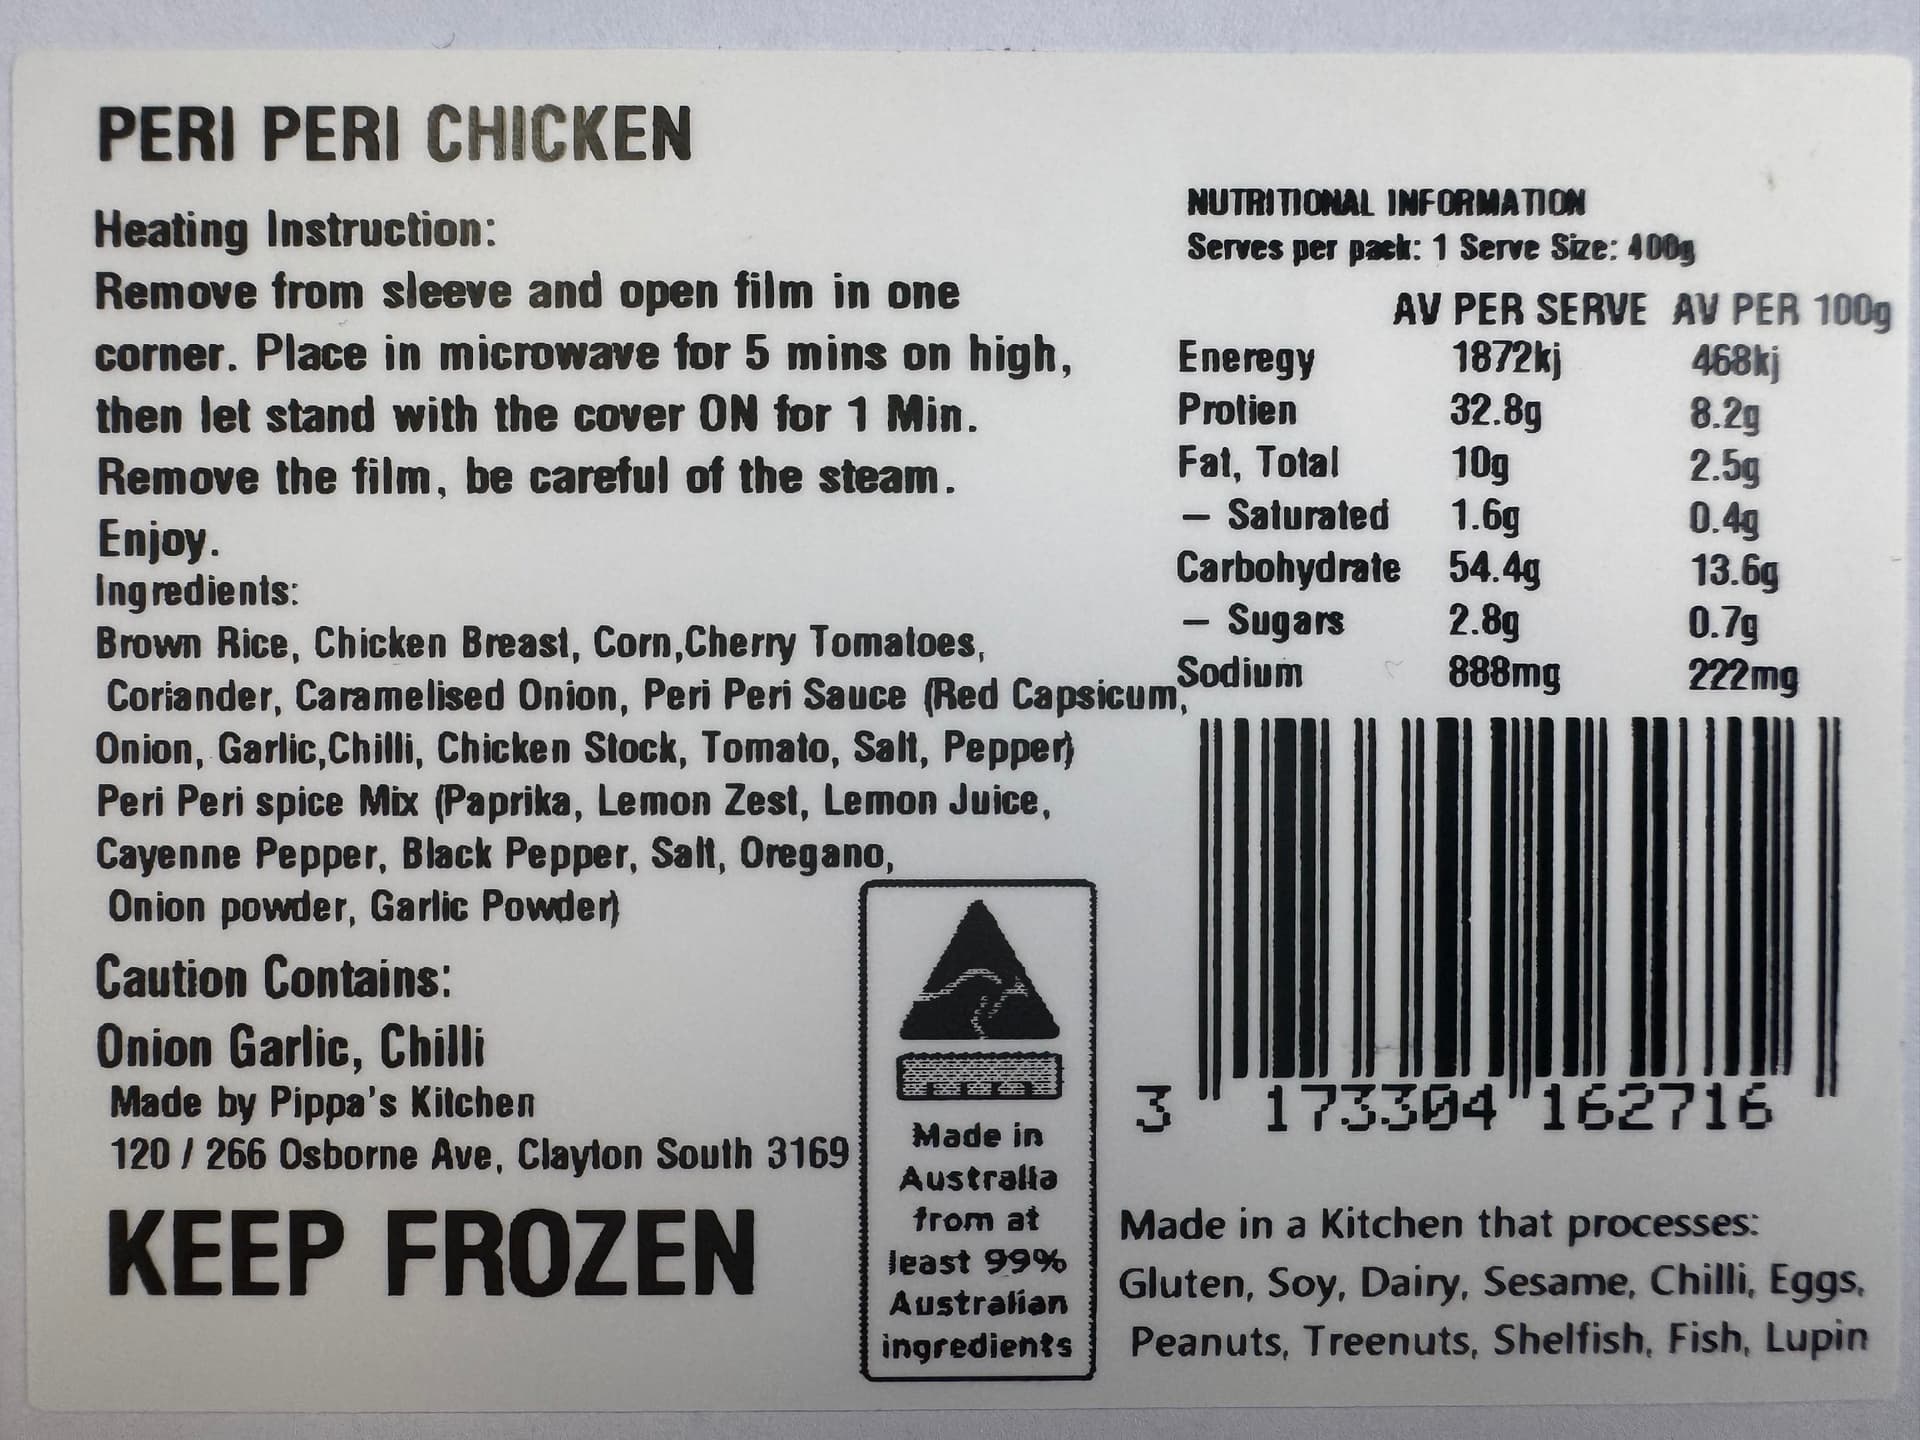 PERI PERI CHICKEN
Heating Instruction:
Remove from sleeve and open film in one
corner. Place in microwave for 5 mins on high,
then let stand with the cover ON for 1 Min.
Remove the film, be careful of the steam.
Enjoy.
Ingredients:
Brown Rice, Chicken Breast, Corn,Cherry Tomatoes,
Coriander, Caramelised Onion, Peri Peri Sauce (Red Capsicum,
Onion, Garlic,Chilli, Chicken Stock, Tomato, Salt, Pepper)
Peri Peri spice Mix (Paprika, Lemon Zest, Lemon Juice,
Cayenne Pepper, Black Pepper, Salt, Oregano,
Onion powder, Garlic Powder)
Caution Contains:
Onion Garlic, Chilli
Made by Pippa's Kitchen
120 / 266 Osborne Ave, Clayton South 3169
KEEP FROZEN
Made in
Australia
from at
least 99%
Australian
ingredients
NUTRITIONAL INFORMATION
Serves per pack: 1 Serve Size: 400g
AV PER SERVE AV PER 100g
Eneregy 1872kj 468kj
Protien 32.8g 8.2g
Fat, Total 10g 2.5g
– Saturated 1.6g 0.4g
Carbohydrate 54.4g 13.6g
– Sugars 2.8g 0.7g
Sodium 888mg 222mg
3 173304 162716
Made in a Kitchen that processes:
Gluten, Soy, Dairy, Sesame, Chilli, Eggs,
Peanuts, Treenuts, Shelfish, Fish, Lupin